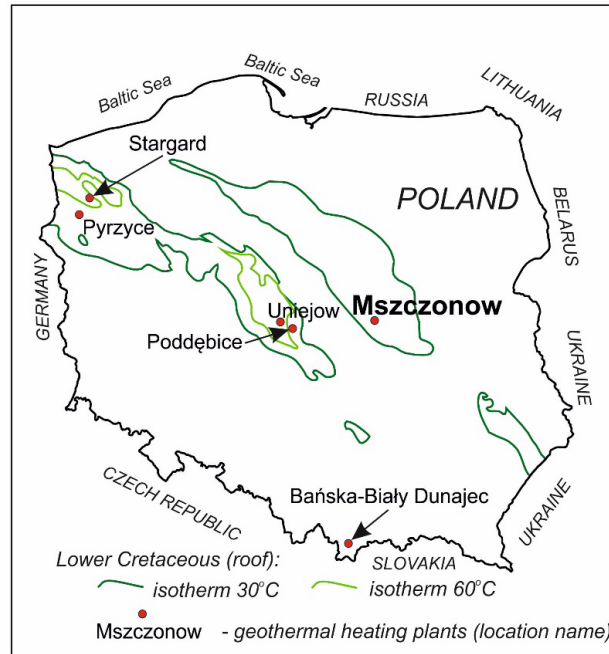 Baltic Sea
Baltic Sea
RUSSIA
LITHUANIA
Stargard
POLAND
BELARUS
Pyrzyce
GERMANY
Uniejow
Mszczonow
Poddębice
UKRAINE
CZECH REPUBLIC
Bańska-Biały Dunajec
UKRAINE
SLOVAKIA
Lower Cretaceous (roof):
isotherm 30°C
isotherm 60°C
Mszczonow - geothermal heating plants (location name)